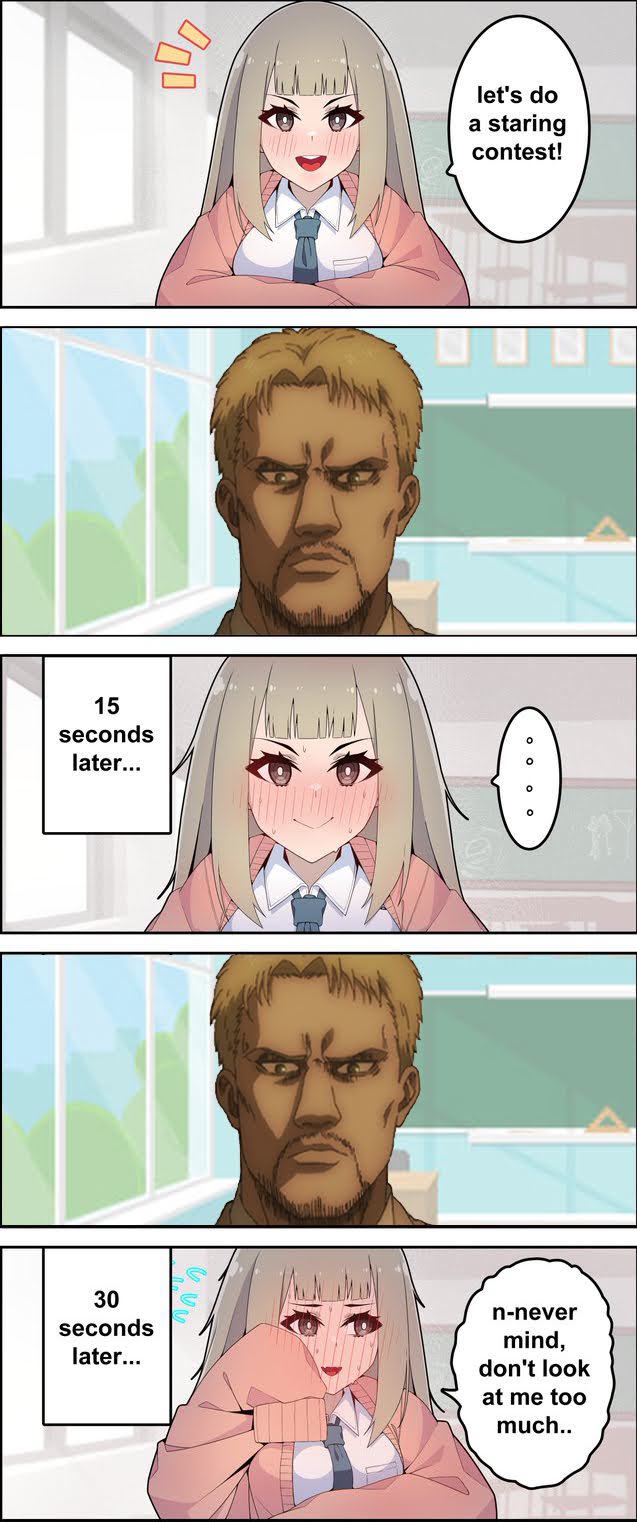 let's do
a staring
contest!
15
seconds
later...
30
seconds
later...
n-never
mind,
don't look
at me too
much..